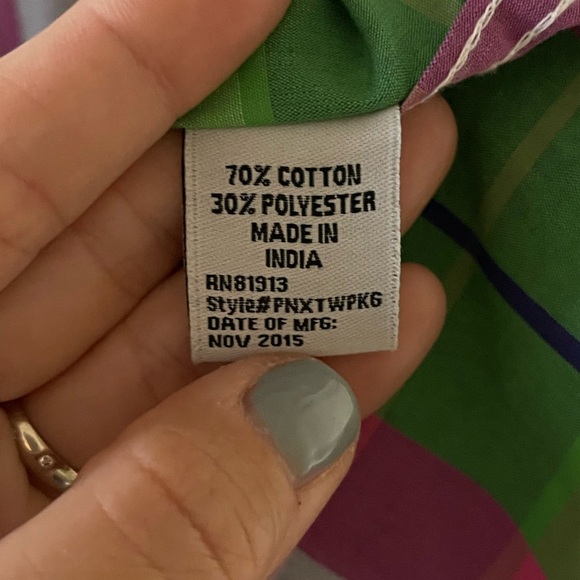 70% COTTON
30% POLYESTER
MADE IN
INDIA
RN81913
Style#PNXTWPKG
DATE OF MFG:
NOV 2015